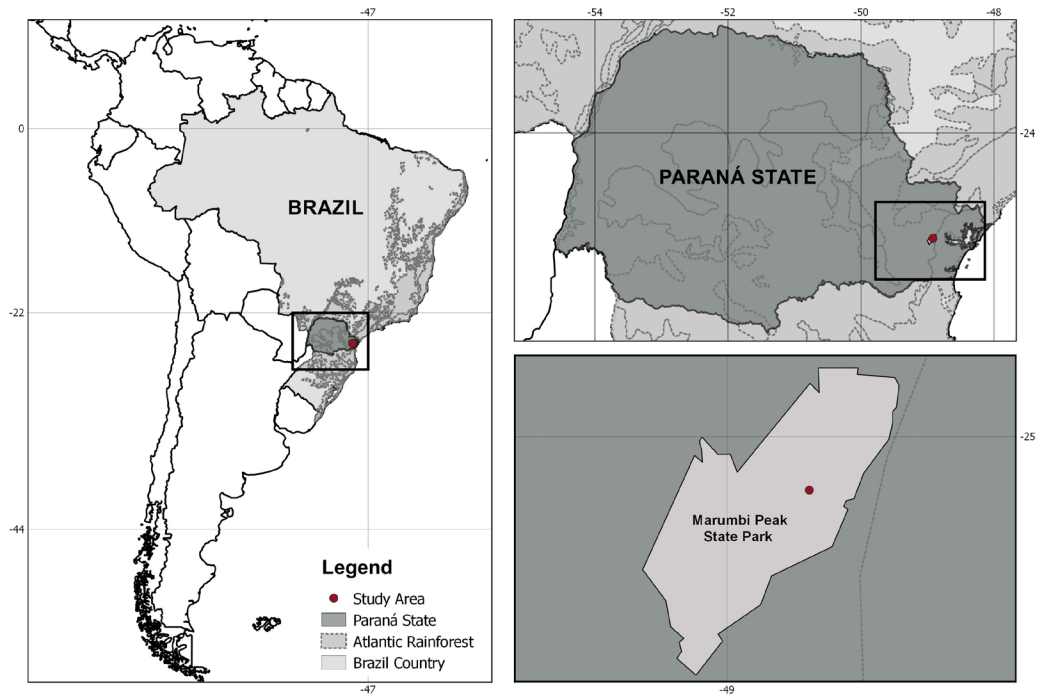 -47
0
BRAZIL
-22
-44
Legend
Study Area
Paraná State
Atlantic Rainforest
Brazil Country
-47
-54
-52
-50
-48
-24
PARANÁ STATE
-25
Marumbi Peak
State Park
-49